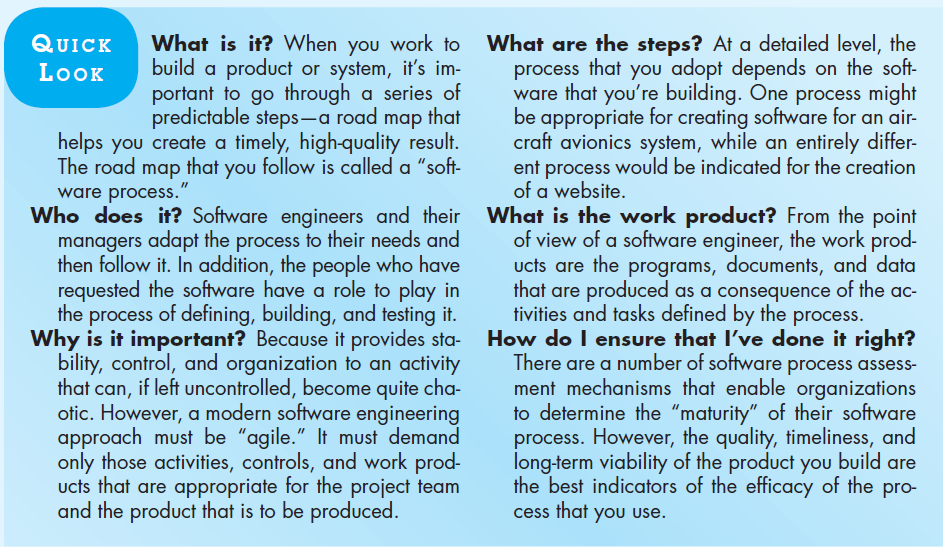 QUICK
LOOK
What is it? When you work to
build a product or system, it's im-
portant to go through a series of
predictable steps—a road map that
helps you create a timely, high-quality result.
The road map that you follow is called a "soft-
ware process."
Who does it? Software engineers and their
managers adapt the process to their needs and
then follow it. In addition, the people who have
requested the software have a role to play in
the process of defining, building, and testing it.
Why is it important? Because it provides sta-
bility, control, and organization to an activity
that can, if left uncontrolled, become quite cha-
otic. However, a modern software engineering
approach must be "agile." It must demand
only those activities, controls, and work prod-
ucts that are appropriate for the project team
and the product that is to be produced.
What are the steps? At a detailed level, the
process that you adopt depends on the soft-
ware that you're building. One process might
be appropriate for creating software for an air-
craft avionics system, while an entirely differ-
ent process would be indicated for the creation
of a website.
What is the work product? From the point
of view of a software engineer, the work prod-
ucts are the programs, documents, and data
that are produced as a consequence of the ac-
tivities and tasks defined by the process.
How do I ensure that I've done it right?
There are a number of software process assess-
ment mechanisms that enable organizations
to determine the "maturity" of their software
process. However, the quality, timeliness, and
long-term viability of the product you build are
the best indicators of the efficacy of the pro-
cess that you use.